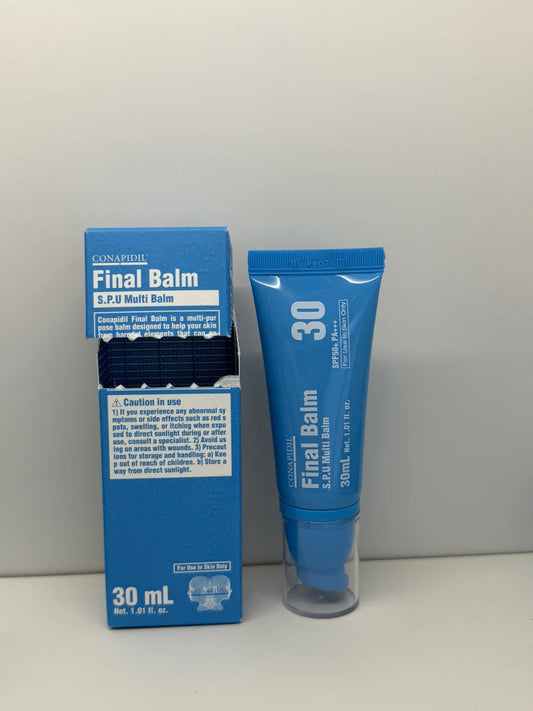 CONAPIDIL
Final Balm
S.P.U Multi Balm
Conapidil Final Balm is a multi-pur
pose balm designed to help your skin
from harmful elements that can
⚠ Caution in use
1) If you experience any abnormal sy
mptoms or side effects such as red s
pots, swelling, or itching when expo
sed to direct sunlight during or after
use, consult a specialist. 2) Avoid us
ing on areas with wounds. 3) Precaut
ions for storage and handling: a) Kee
p out of reach of children. b) Store a
way from direct sunlight.
For Use In Skin Only
30 mL
Net. 1.01 fl. oz.
30
SPF50+ PA+++
For Use In Skin Only
CONAPIDIL
Final Balm
S.P.U Multi Balm
30mL Net. 1.01 fl. oz.